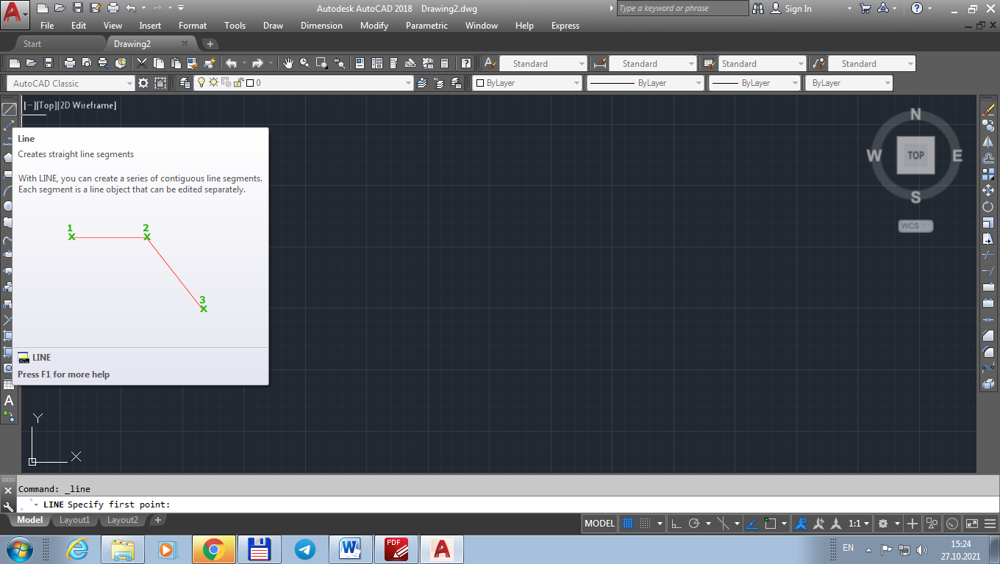 Autodesk AutoCAD 2018 Drawing2.dwg
Type a keyword or phrase
Sign In
File Edit View Insert Format Tools Draw Dimension Modify Parametric Window Help Express
Start Drawing2
Standard Standard Standard Standard
AutoCAD Classic 0 ByLayer ByLayer ByLayer ByLayer
[−][Top][2D Wireframe]
Line
Creates straight line segments
With LINE, you can create a series of contiguous line segments.
Each segment is a line object that can be edited separately.
1 2
X X
3
X
LINE
Press F1 for more help
N
W TOP E
S
WCS
A
Y
X
Command: _line
LINE Specify first point:
Model Layout1 Layout2 +
MODEL 1:1
PDF
EN
15:24
27.10.2021